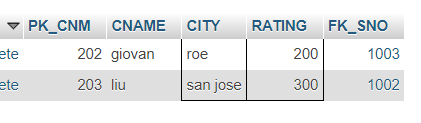 PK_CNM CNAME CITY RATING FK_SNO
ete 202 giovan roe 200 1003
ete 203 liu san jose 300 1002